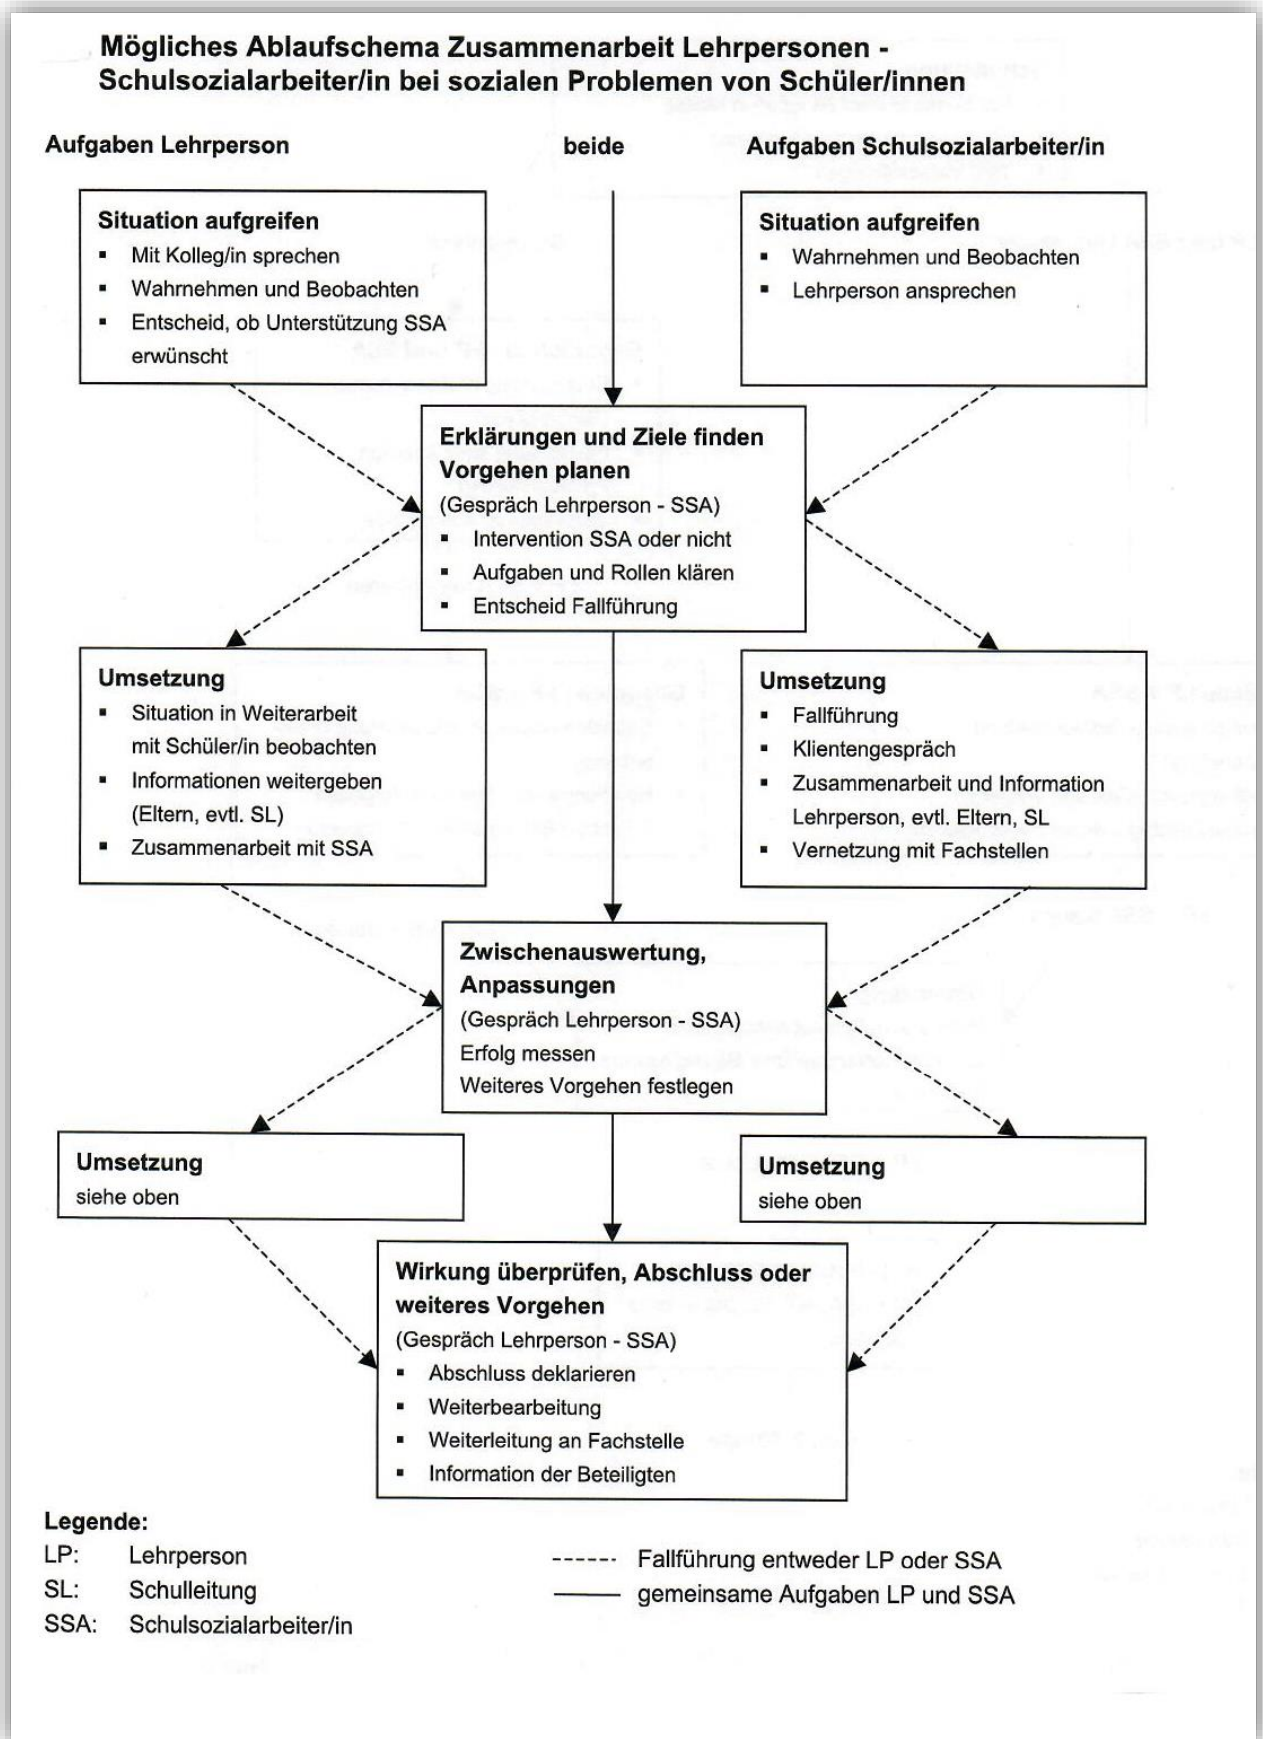 Mögliches Ablaufschema Zusammenarbeit Lehrpersonen -
Schulsozialarbeiter/in bei sozialen Problemen von Schüler/innen
Aufgaben Lehrperson
beide
Aufgaben Schulsozialarbeiter/in
Situation aufgreifen
▪ Mit Kolleg/in sprechen
▪ Wahrnehmen und Beobachten
▪ Entscheid, ob Unterstützung SSA
erwünscht
Situation aufgreifen
▪ Wahrnehmen und Beobachten
▪ Lehrperson ansprechen
Erklärungen und Ziele finden
Vorgehen planen
(Gespräch Lehrperson - SSA)
▪ Intervention SSA oder nicht
▪ Aufgaben und Rollen klären
▪ Entscheid Fallführung
Umsetzung
▪ Situation in Weiterarbeit
mit Schüler/in beobachten
▪ Informationen weitergeben
(Eltern, evtl. SL)
▪ Zusammenarbeit mit SSA
Umsetzung
▪ Fallführung
▪ Klientengespräch
▪ Zusammenarbeit und Information
Lehrperson, evtl. Eltern, SL
▪ Vernetzung mit Fachstellen
Zwischenauswertung,
Anpassungen
(Gespräch Lehrperson - SSA)
Erfolg messen
Weiteres Vorgehen festlegen
Umsetzung
siehe oben
Umsetzung
siehe oben
Wirkung überprüfen, Abschluss oder
weiteres Vorgehen
(Gespräch Lehrperson - SSA)
▪ Abschluss deklarieren
▪ Weiterbearbeitung
▪ Weiterleitung an Fachstelle
▪ Information der Beteiligten
Legende:
LP: Lehrperson
SL: Schulleitung
SSA: Schulsozialarbeiter/in
Fallführung entweder LP oder SSA
gemeinsame Aufgaben LP und SSA